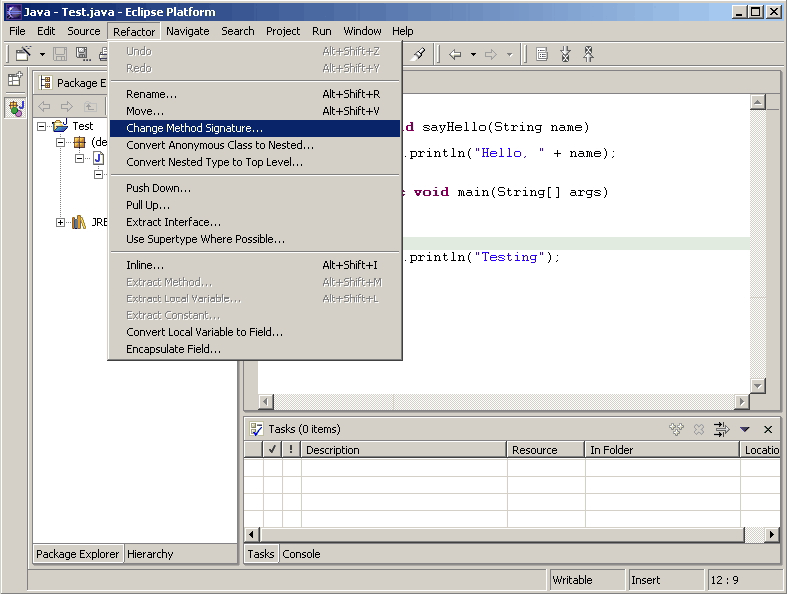 Java - Test.java - Eclipse Platform
File Edit Source Refactor Navigate Search Project Run Window Help
Undo Alt+Shift+Z
Redo Alt+Shift+Y
Rename... Alt+Shift+R
Move... Alt+Shift+V
Change Method Signature...
Convert Anonymous Class to Nested...
Convert Nested Type to Top Level...
Push Down...
Pull Up...
Extract Interface...
Use Supertype Where Possible...
Inline... Alt+Shift+I
Extract Method... Alt+Shift+M
Extract Local Variable... Alt+Shift+L
Extract Constant...
Convert Local Variable to Field...
Encapsulate Field...
Package E
Test
(de
JRE
d sayHello(String name)
.println("Hello, " + name);
c void main(String[] args)
.println("Testing");
Package Explorer Hierarchy
Tasks (0 items)
! Description Resource In Folder Locatio
Tasks Console
Writable Insert 12 : 9